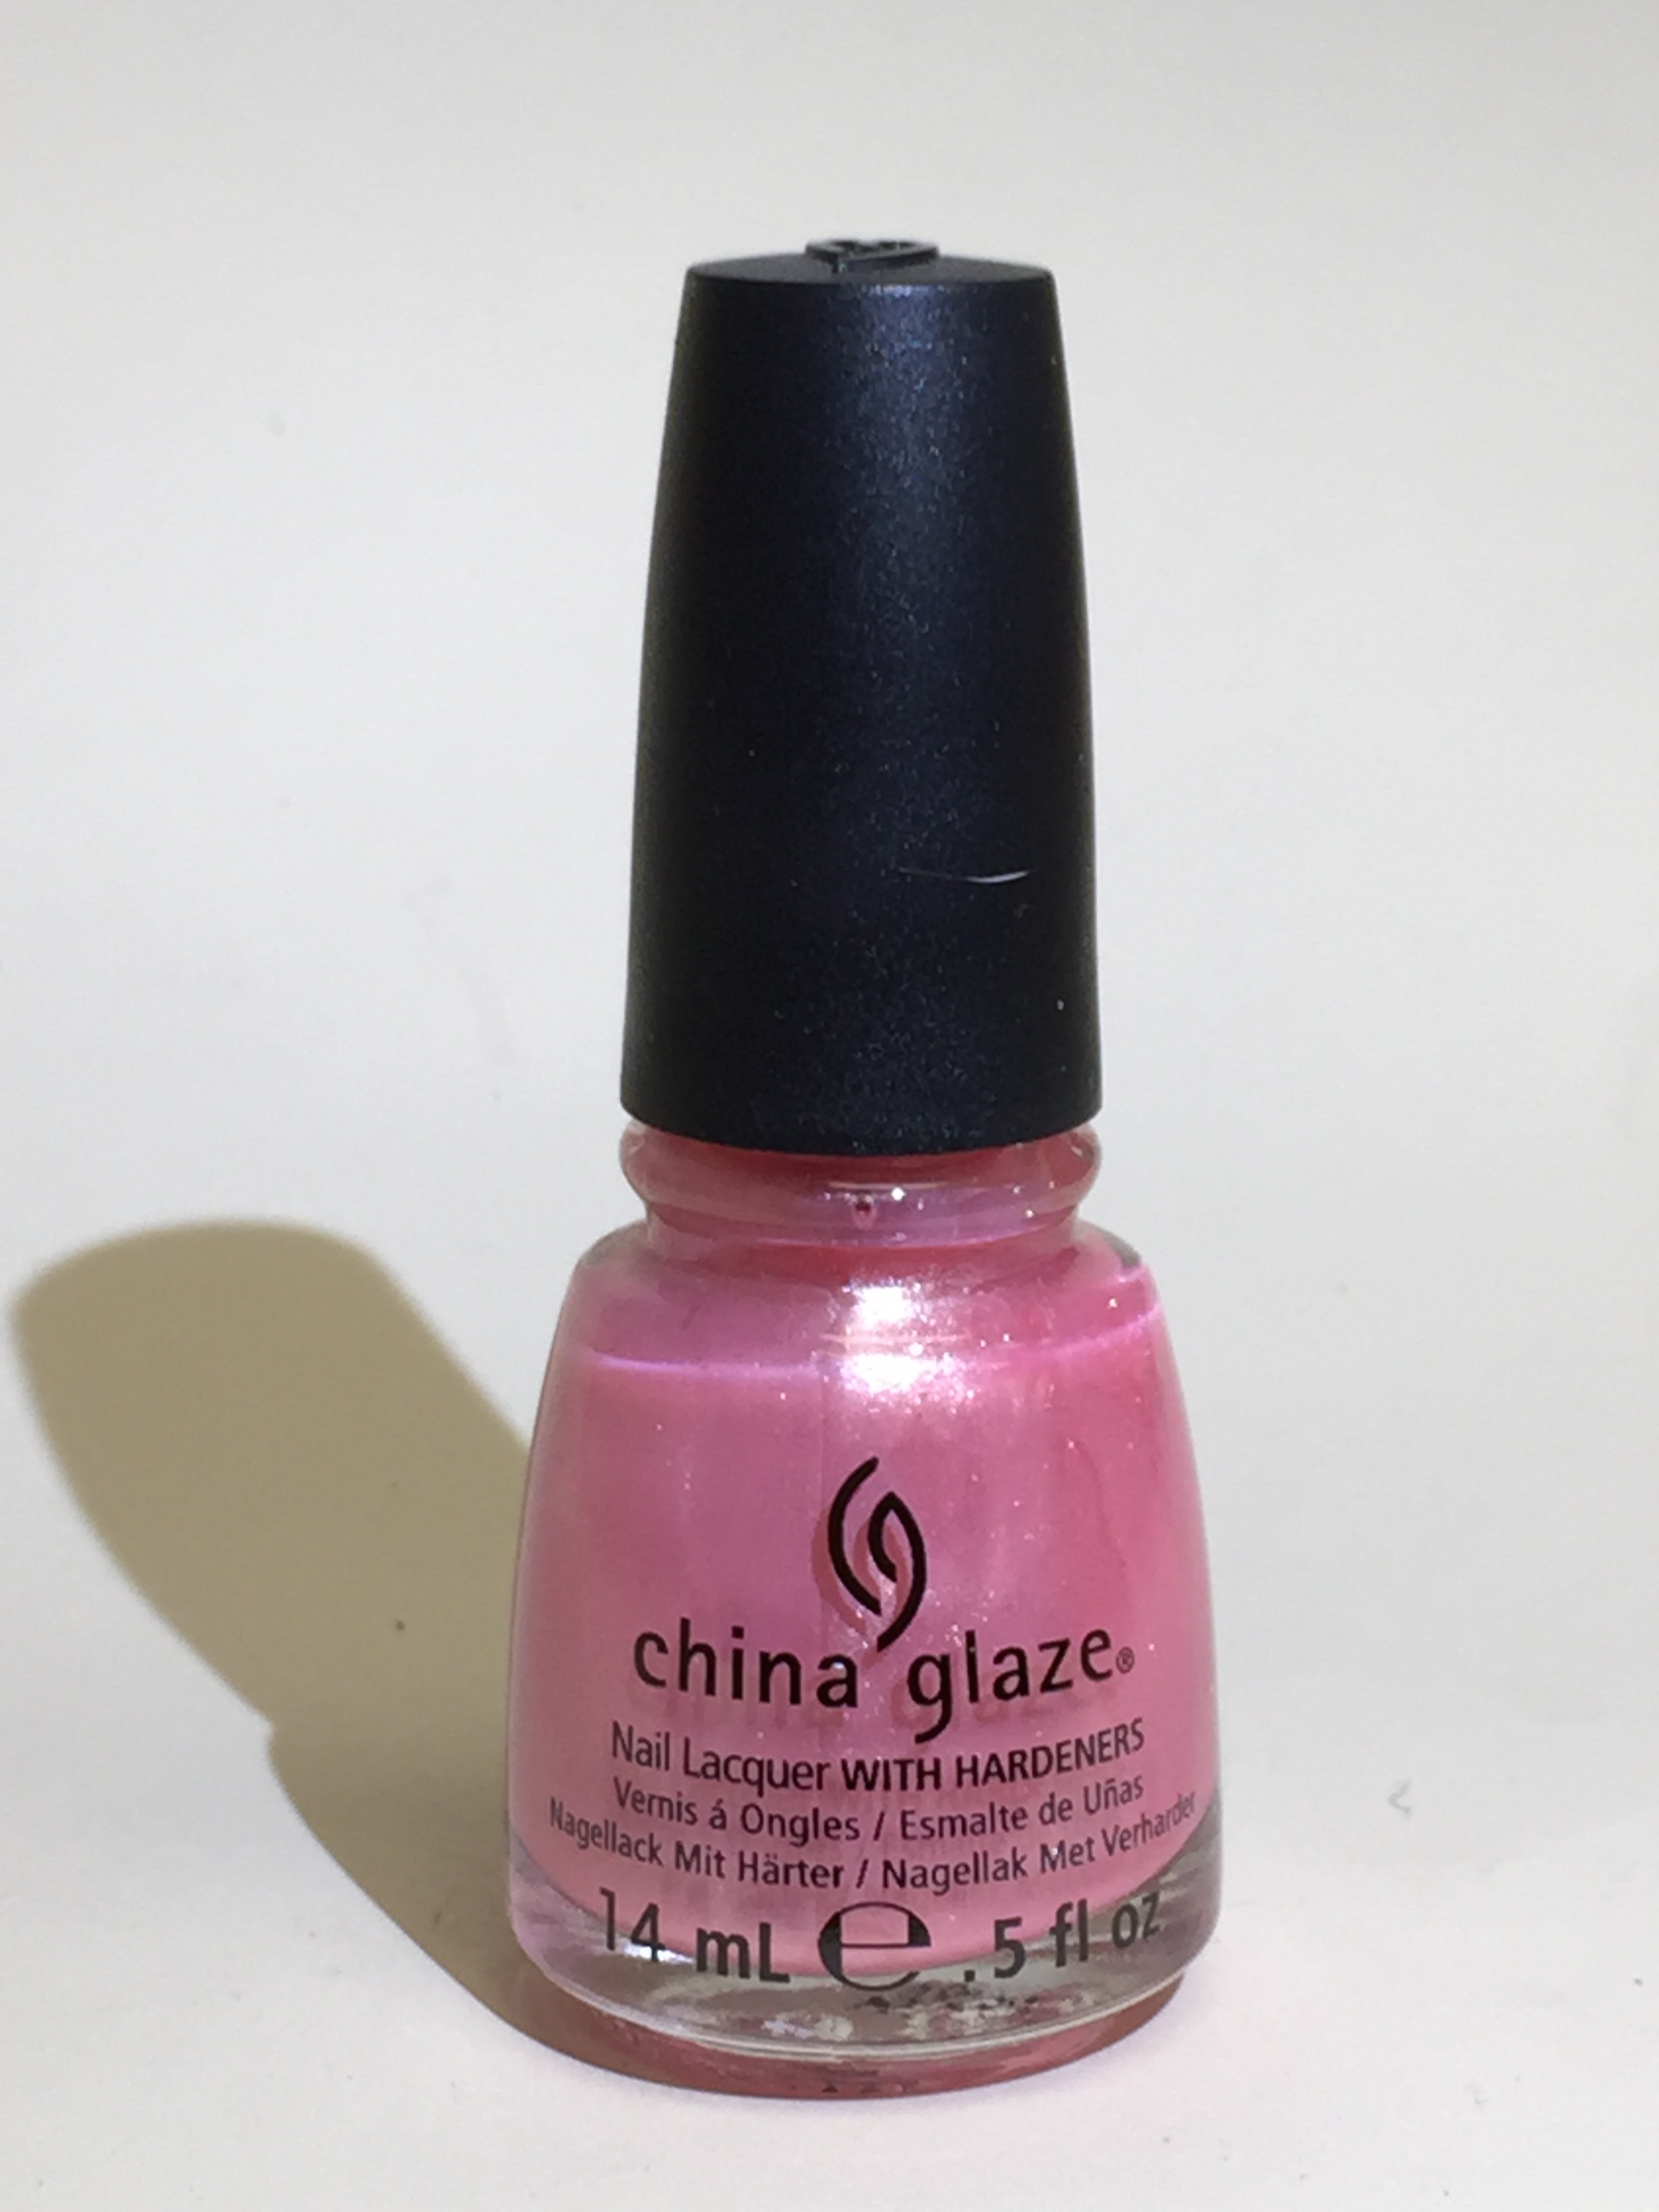 china glaze®
Nail Lacquer WITH HARDENERS
Vernis á Ongles / Esmalte de Uñas
Nagellack Mit Härter / Nagellak Met Verharder
14 mL ℮ .5 fl oz